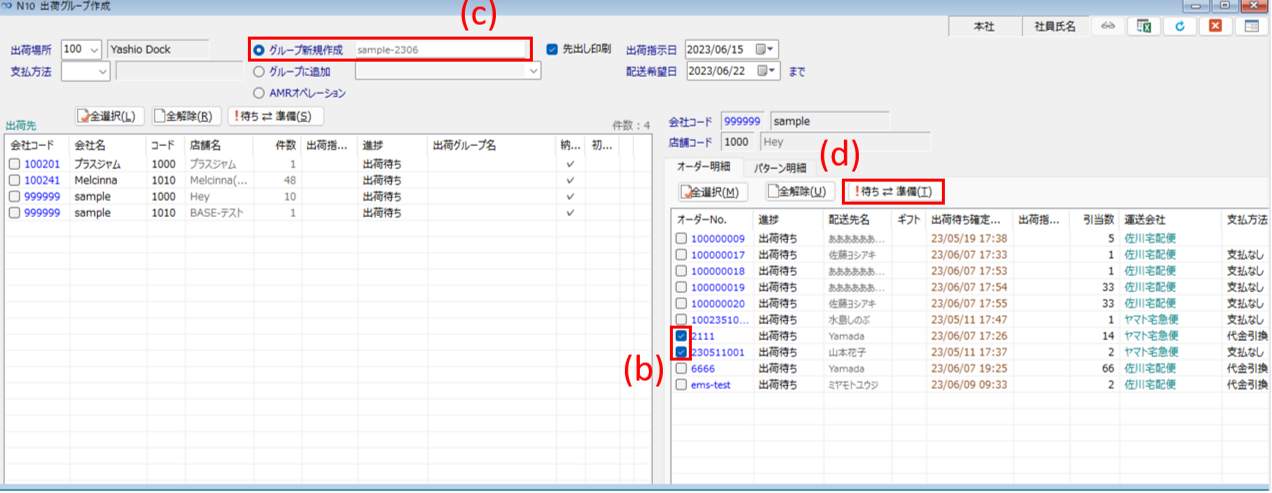 N10 出荷グループ作成
(c)
本社 社員氏名
出荷場所 100 Yashio Dock グループ新規作成 sample-2306 先出し印刷 出荷指示日 2023/06/15
支払方法 グループに追加 配送希望日 2023/06/22 まで
AMRオペレーション
全選択(L) 全解除(R) !待ち ⇄ 準備(S)
出荷先 件数 : 4
会社コード 会社名 コード 店舗名 件数 出荷指... 進捗 出荷グループ名 納... 初...
100201 プラスジャム 1000 プラスジャム 1 出荷待ち ✓
100241 Melcinna 1010 Melcinna(... 48 出荷待ち ✓
999999 sample 1000 Hey 10 出荷待ち ✓
999999 sample 1010 BASE-テスト 1 出荷待ち ✓
会社コード 999999 sample
店舗コード 1000 Hey
(d)
オーダー明細 パターン明細
全選択(M) 全解除(U) !待ち ⇄ 準備(T)
オーダーNo. 進捗 配送先名 ギフト 出荷待ち確定... 出荷指... 引当数 運送会社 支払方法
100000009 出荷待ち ああああああ... 23/05/19 17:38 5 佐川宅配便
100000017 出荷待ち 佐藤ヨシアキ 23/06/07 17:33 1 佐川宅配便 支払なし
100000018 出荷待ち ああああああ... 23/06/07 17:53 1 佐川宅配便 支払なし
100000019 出荷待ち ああああああ... 23/06/07 17:54 33 佐川宅配便 支払なし
100000020 出荷待ち 佐藤ヨシアキ 23/06/07 17:55 33 佐川宅配便 支払なし
10023510... 出荷待ち 水島しのぶ 23/05/11 17:47 1 ヤマト宅急便 支払なし
2111 出荷待ち Yamada 23/06/07 17:26 14 ヤマト宅急便 代金引換
230511001 出荷待ち 山本花子 23/05/11 17:37 2 ヤマト宅急便 支払なし
(b)
6666 出荷待ち Yamada 23/06/07 19:25 66 佐川宅配便 代金引換
ems-test 出荷待ち ミヤモトユウジ 23/06/09 09:33 2 佐川宅配便 代金引換